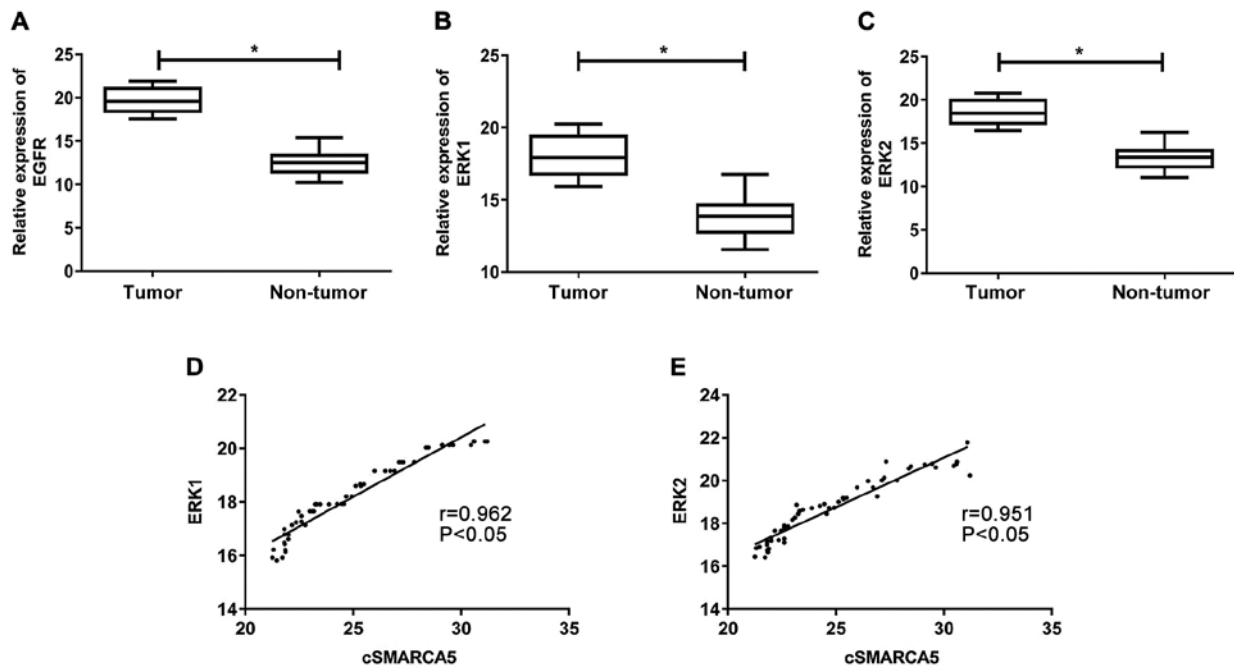 A
Relative expression of
EGFR
25
20
15
10
5
0
*
Tumor
Non-tumor
B
Relative expression of
ERK1
25
20
15
10
*
Tumor
Non-tumor
C
Relative expression of
ERK2
25
20
15
10
5
0
*
Tumor
Non-tumor
D
ERK1
22
20
18
16
14
r=0.962
P<0.05
20
25
30
35
cSMARCA5
E
ERK2
24
22
20
18
16
14
r=0.951
P<0.05
20
25
30
35
cSMARCA5